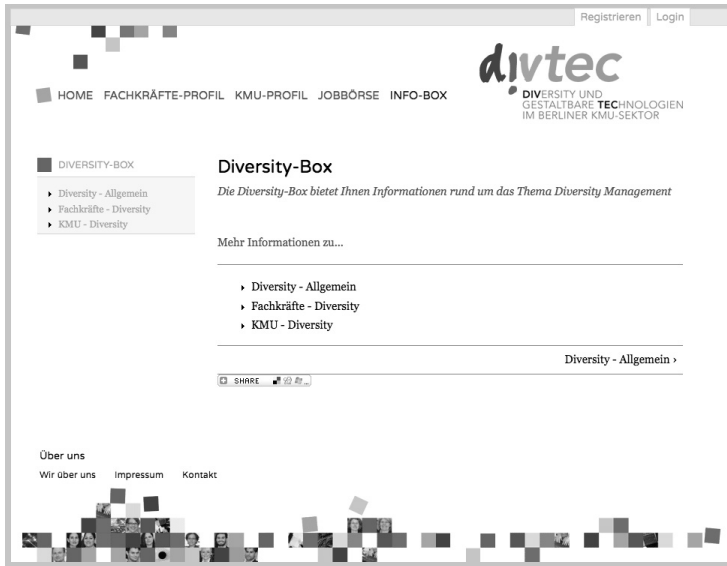 Registrieren Login
divtec
DIVERSITY UND
GESTALTBARE TECHNOLOGIEN
IM BERLINER KMU-SEKTOR
HOME FACHKRÄFTE-PROFIL KMU-PROFIL JOBBÖRSE INFO-BOX
DIVERSITY-BOX
Diversity - Allgemein
Fachkräfte - Diversity
KMU - Diversity
Diversity-Box
Die Diversity-Box bietet Ihnen Informationen rund um das Thema Diversity Management
Mehr Informationen zu...
Diversity - Allgemein
Fachkräfte - Diversity
KMU - Diversity
Diversity - Allgemein ›
SHARE
Über uns
Wir über uns Impressum Kontakt